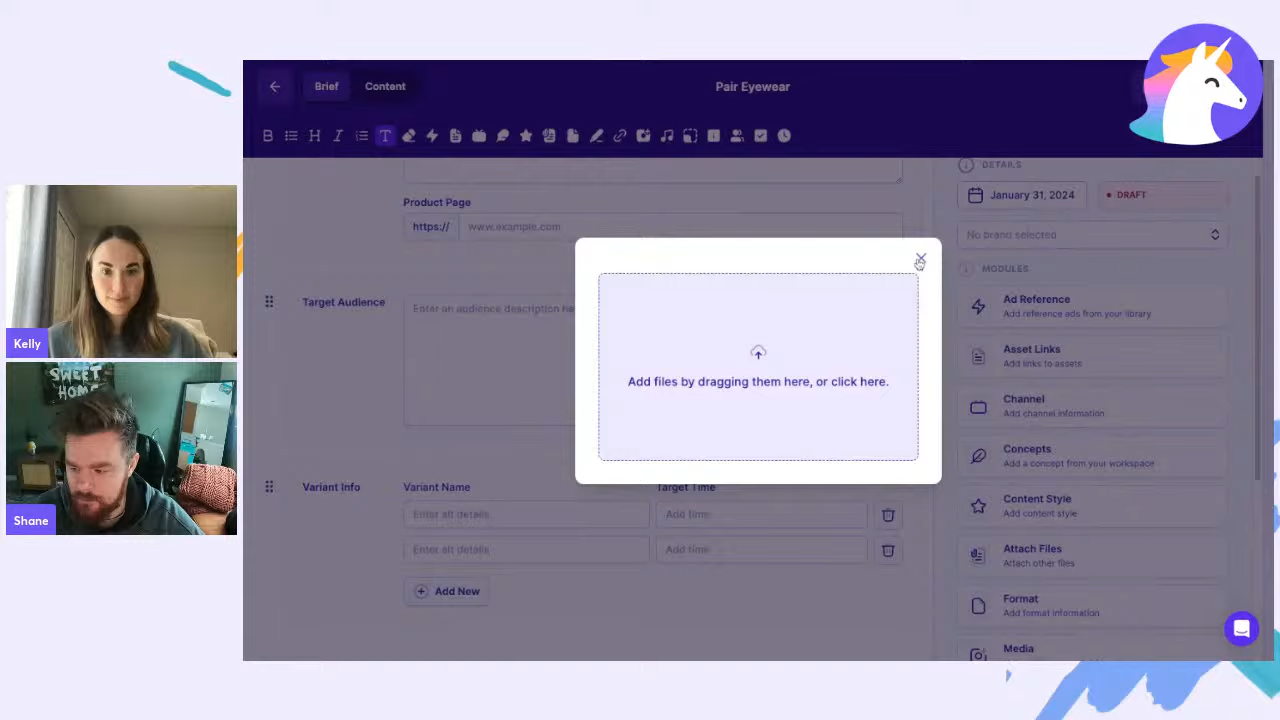 Brief
Content
Pair Eyewear
Product Page
https://
www.example.com
Target Audience
Enter an audience description he
Variant Info
Variant Name
Target Time
Enter alt details
Add time
Enter alt details
Add time
Add New
Add files by dragging them here, or click here.
DETAILS
January 31, 2024
DRAFT
No brand selected
MODULES
Ad Reference
Add reference ads from your library
Asset Links
Add links to assets
Channel
Add channel information
Concepts
Add a concept from your workspace
Content Style
Add content style
Attach Files
Attach other files
Format
Add format information
Media
Kelly
SWEET
HOME
Shane